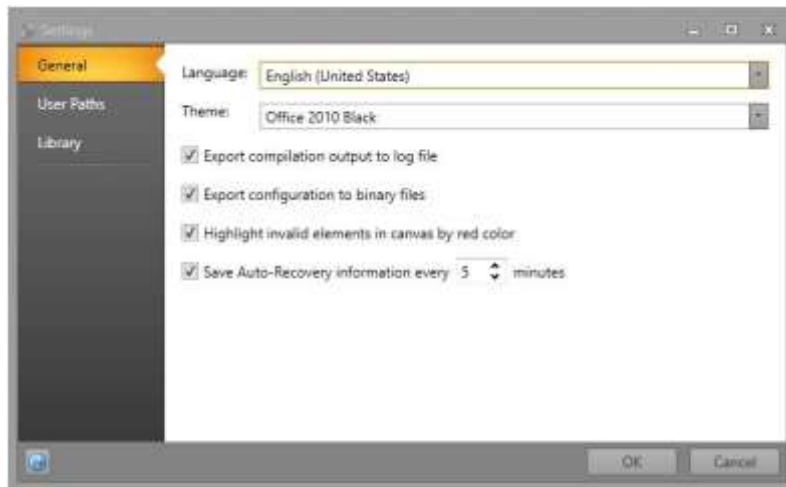 Settings
General
User Paths
Library
Language: English (United States)
Theme: Office 2010 Black
Export compilation output to log file
Export configuration to binary files
Highlight invalid elements in canvas by red color
Save Auto-Recovery information every 5 minutes
OK Cancel